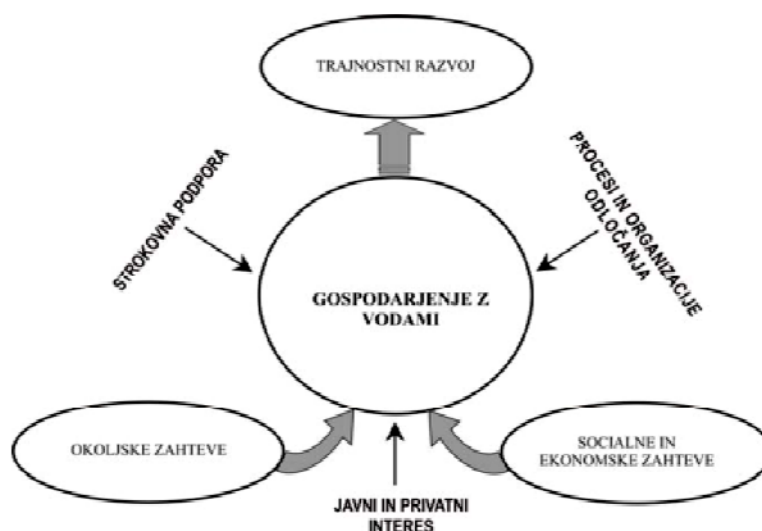 TRAJNOSTNI RAZVOJ
STROKOVNA PODPORA
PROCESI IN ORGANIZACIJE
ODLOČANJA
GOSPODARJENJE Z
VODAMI
OKOLJSKE ZAHTEVE
SOCIALNE IN
EKONOMSKE ZAHTEVE
JAVNI IN PRIVATNI
INTERES